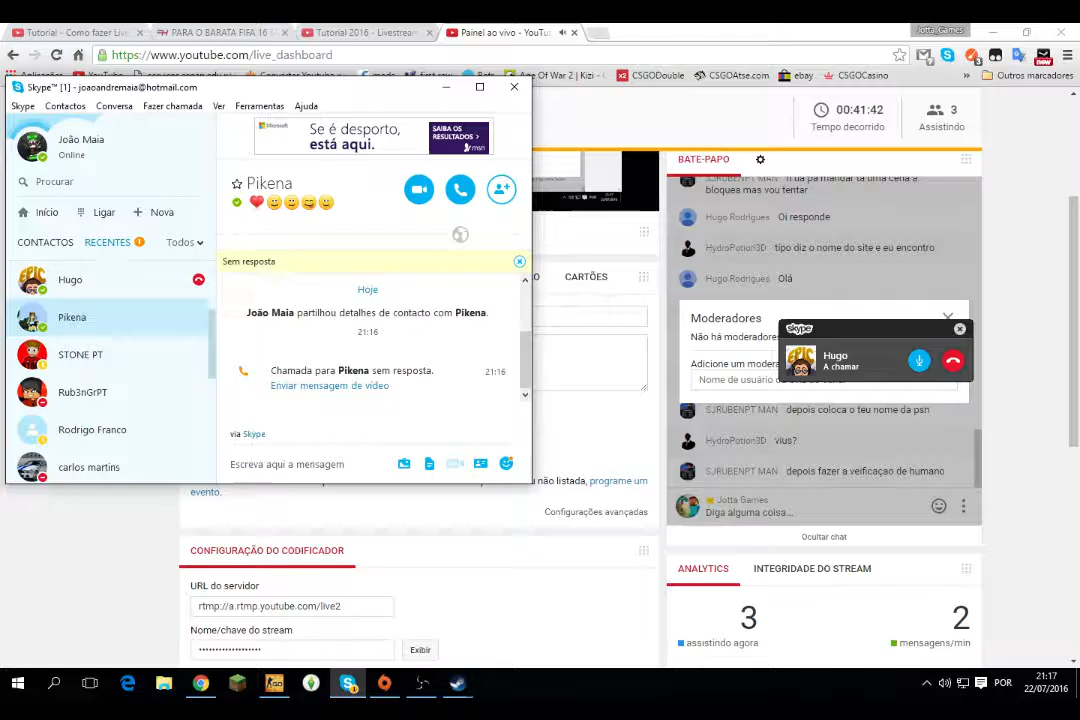 Tutorial - Como fazer Live
PARA O BARATA FIFA 16
Tutorial 2016 - Livestream
Painel ao vivo - YouTu
Jotta_Games
https://www.youtube.com/live_dashboard
Age Of War 2 | Kizi - 
CSGODouble
CSGOAtse.com
ebay
CSGOCasino
»
Outros marcadores
Skype™ [1] - joaoandremaia@hotmail.com
Skype Contactos Conversa Fazer chamada Ver Ferramentas Ajuda
João Maia
Online
Procurar
Início Ligar Nova
CONTACTOS RECENTES 1 Todos
Hugo
Pikena
STONE PT
Rub3nGrPT
Rodrigo Franco
carlos martins
Microsoft
Se é desporto,
está aqui.
SAIBA OS
RESULTADOS >
msn
Pikena
Sem resposta
Hoje
João Maia partilhou detalhes de contacto com Pikena.
21:16
Chamada para Pikena sem resposta. 21:16
Enviar mensagem de vídeo
via Skype
Escreva aqui a mensagem
00:41:42
Tempo decorrido
3
Assistindo
O CARTÕES
não listada, programe um
evento.
Configurações avançadas
CONFIGURAÇÃO DO CODIFICADOR
URL do servidor
rtmp://a.rtmp.youtube.com/live2
Nome/chave do stream
Exibir
BATE-PAPO
bloquea mas vou tentar
Hugo Rodrigues Oi responde
HydroPotion3D tipo diz o nome do site e eu encontro
Hugo Rodrigues Olá
Moderadores
Não há moderadore
Adicione um modera
Nome de usuário
skype
Hugo
A chamar
SJRUBENPT MAN depois coloca o teu nome da psn
HydroPotion3D vius?
SJRUBENPT MAN depois fazer a veificaçao de humano
Jotta Games
Diga alguma coisa...
Ocultar chat
ANALYTICS INTEGRIDADE DO STREAM
3
assistindo agora
2
mensagens/min
POR
21:17
22/07/2016